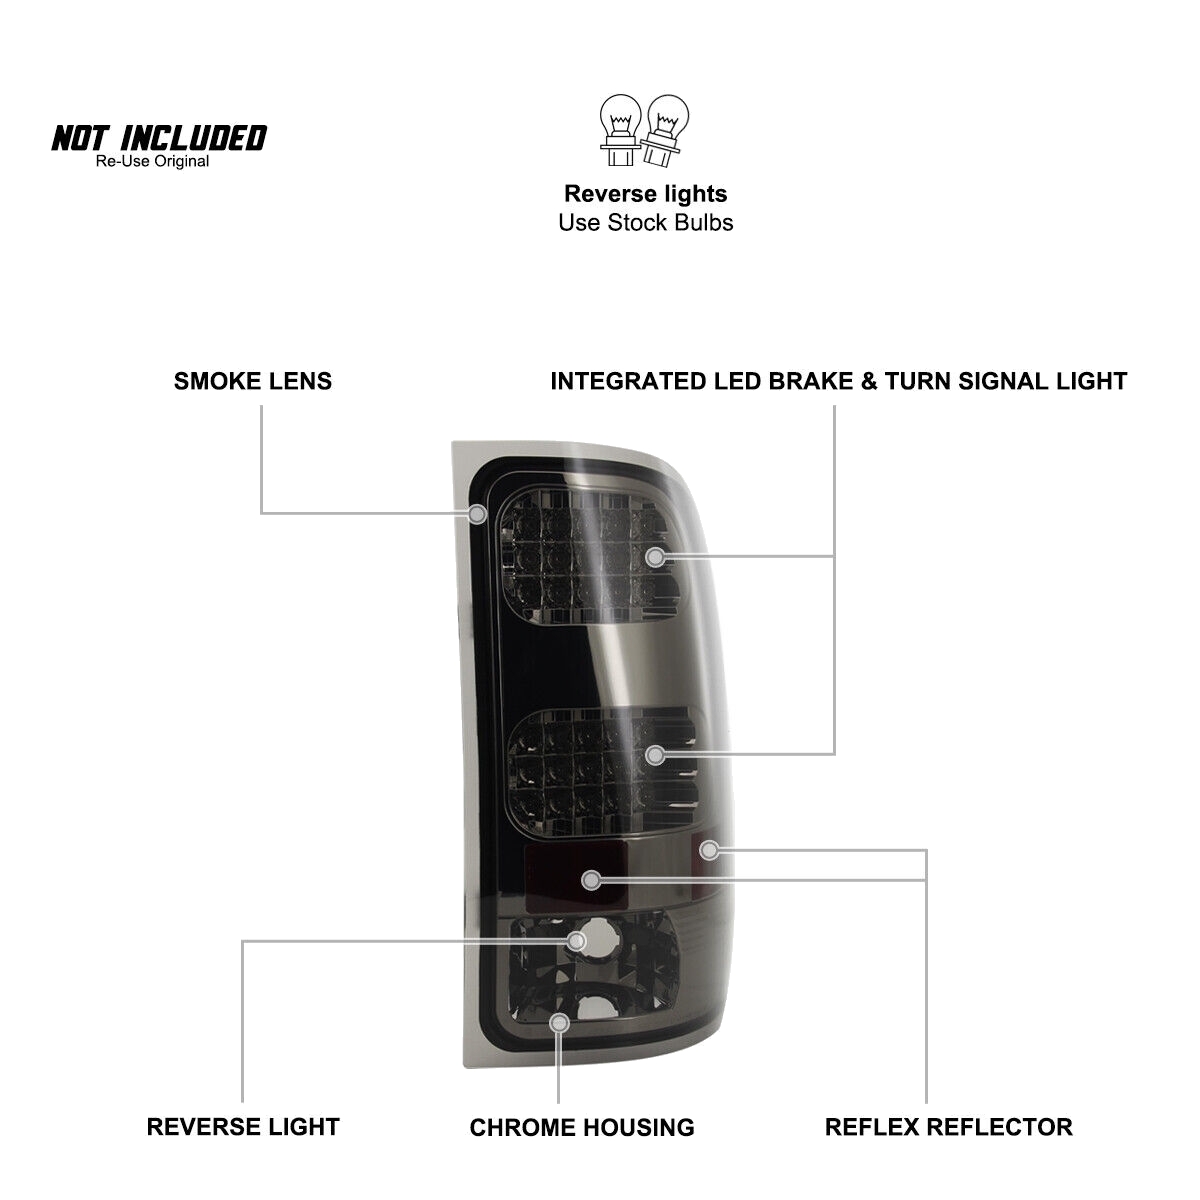 NOT INCLUDED
Re-Use Original
Reverse lights
Use Stock Bulbs
SMOKE LENS
INTEGRATED LED BRAKE & TURN SIGNAL LIGHT
REVERSE LIGHT
CHROME HOUSING
REFLEX REFLECTOR